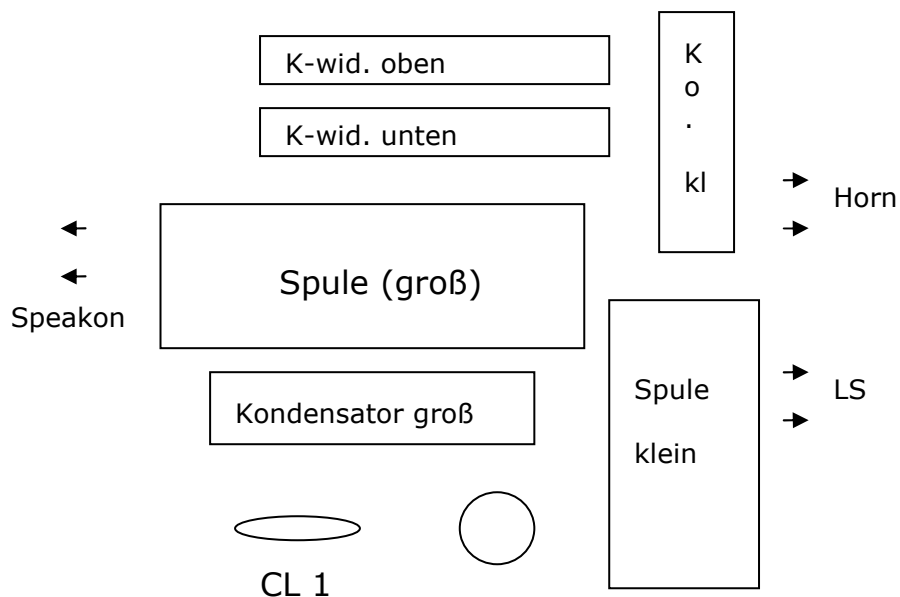 K-wid. oben
K-wid. unten
K
o
.
kl
Horn
Spule (groß)
Speakon
Spule
klein
LS
Kondensator groß
CL 1